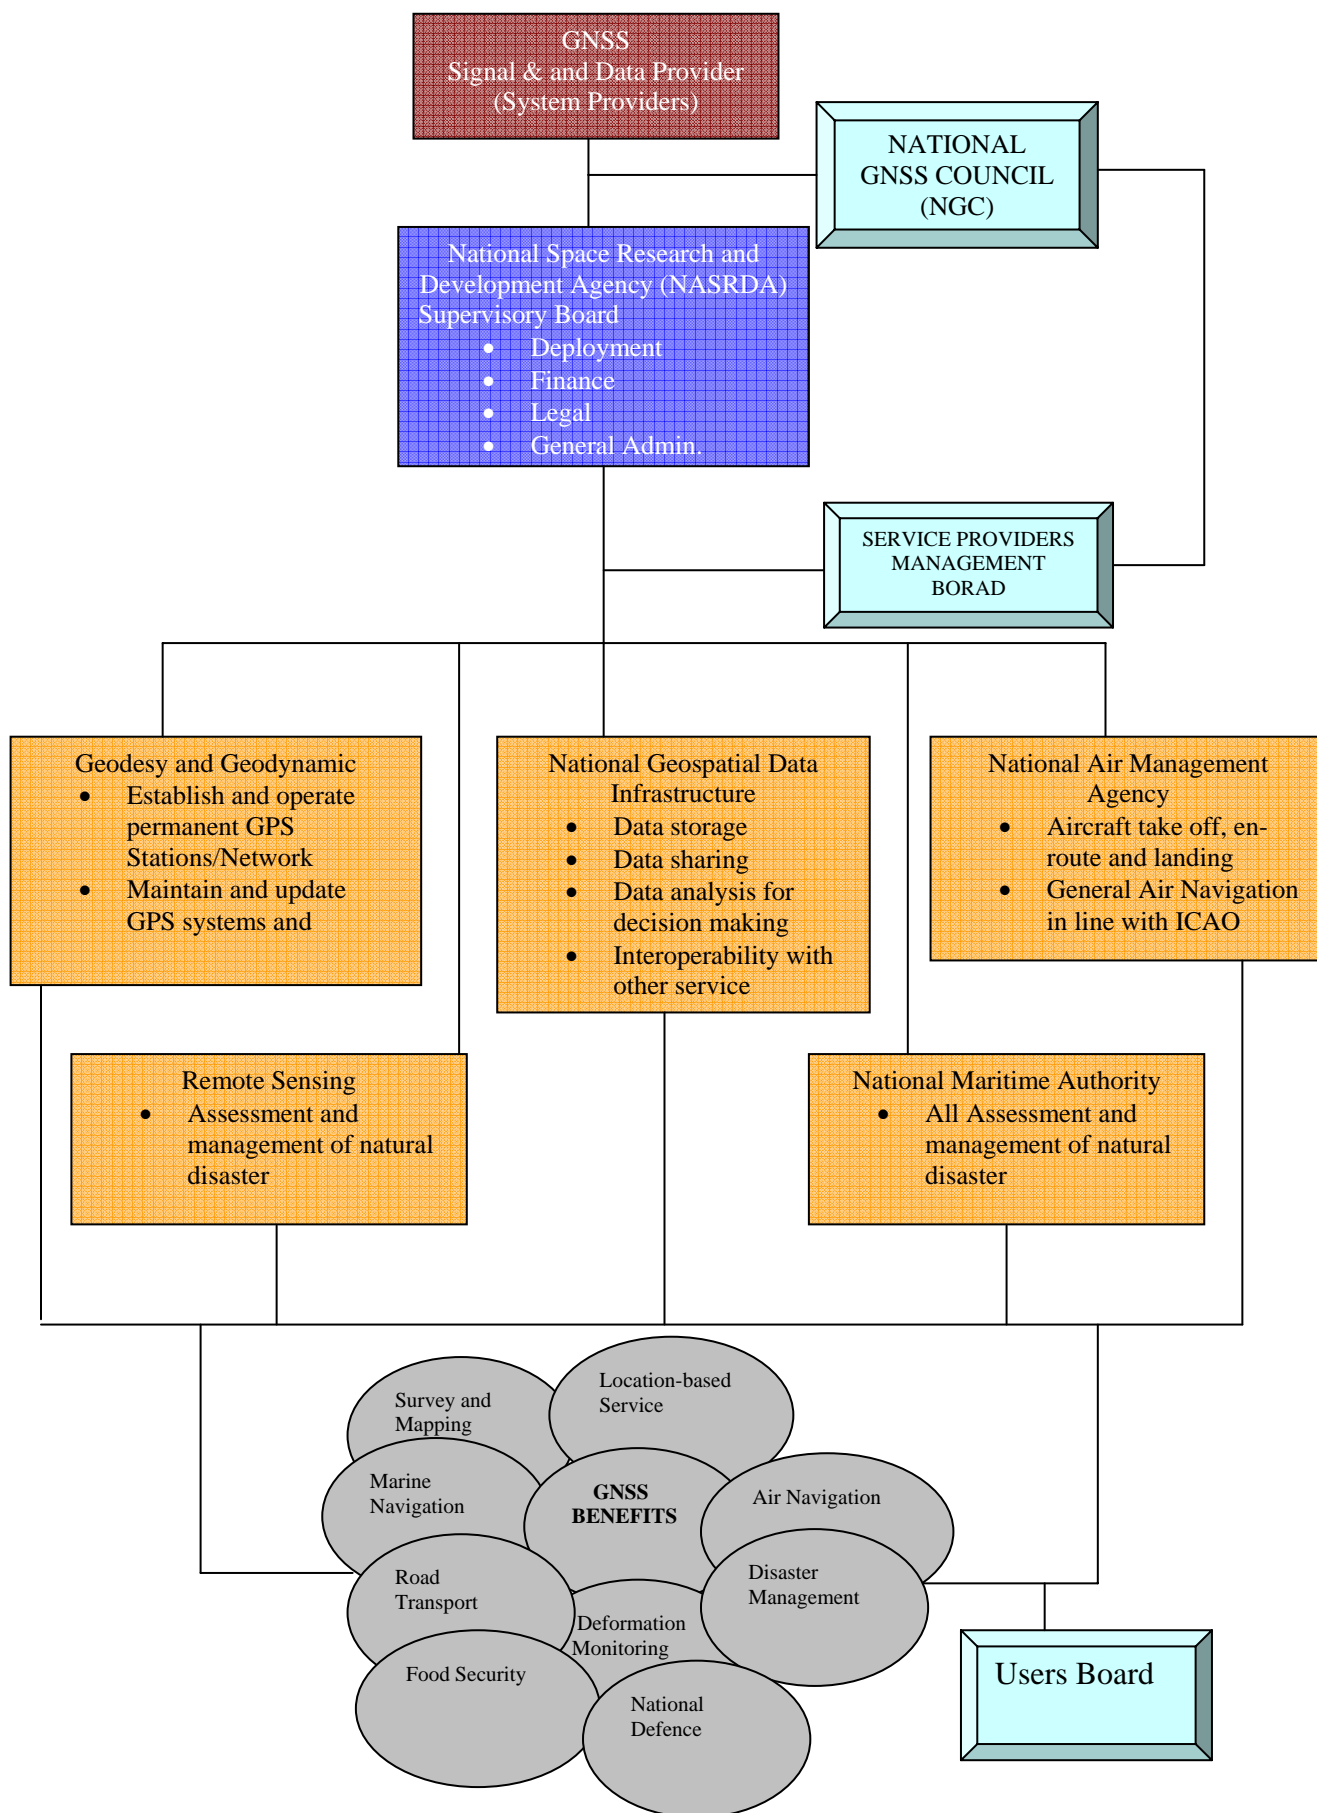 GNSS
Signal & and Data Provider
(System Providers)
NATIONAL
GNSS COUNCIL
(NGC)
National Space Research and
Development Agency (NASRDA)
Supervisory Board
• Deployment
• Finance
• Legal
• General Admin.
SERVICE PROVIDERS
MANAGEMENT
BORAD
Geodesy and Geodynamic
• Establish and operate
permanent GPS
Stations/Network
• Maintain and update
GPS systems and
National Geospatial Data
Infrastructure
• Data storage
• Data sharing
• Data analysis for
decision making
• Interoperability with
other service
National Air Management
Agency
• Aircraft take off, en-
route and landing
• General Air Navigation
in line with ICAO
Remote Sensing
• Assessment and
management of natural
disaster
National Maritime Authority
• All Assessment and
management of natural
disaster
Survey and
Mapping
Location-based
Service
Marine
Navigation
GNSS
BENEFITS
Air Navigation
Road
Transport
Disaster
Management
Deformation
Monitoring
Food Security
National
Defence
Users Board